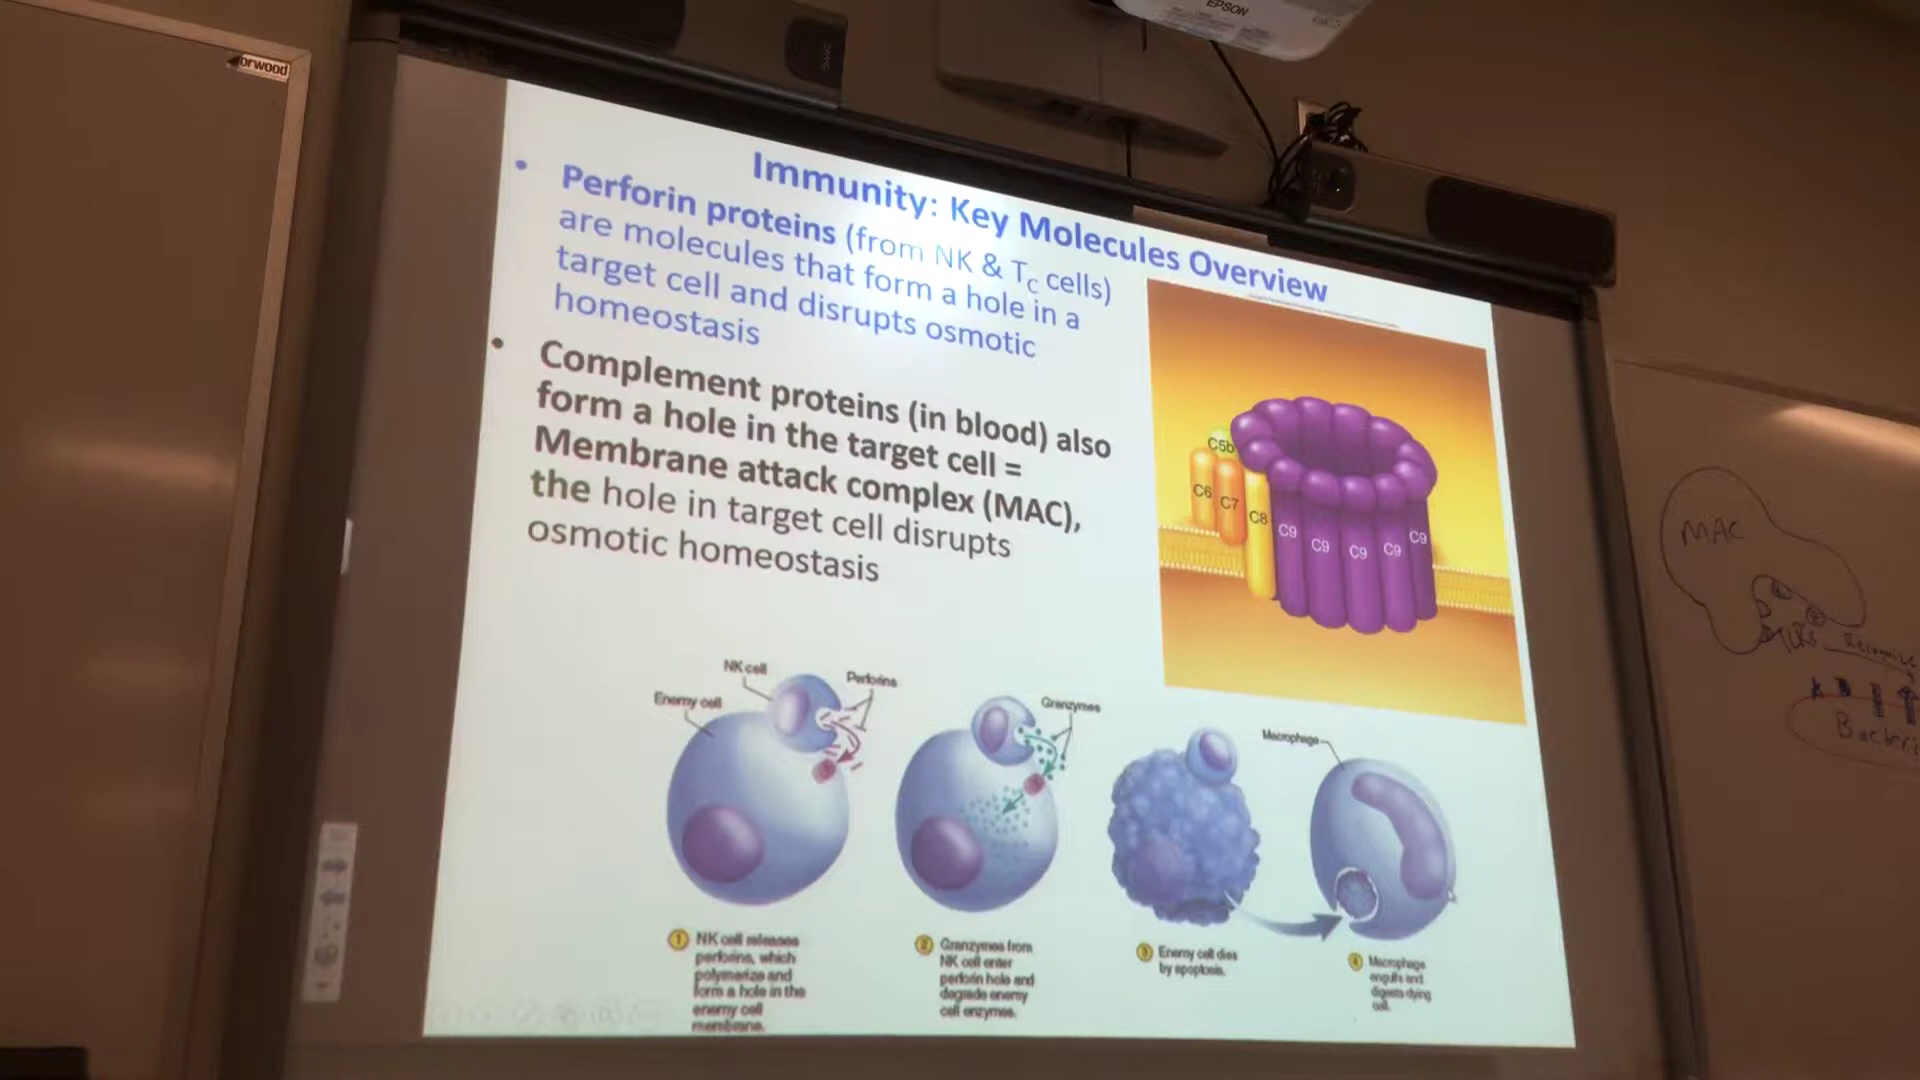 EPSON
orwood
Immunity: Key Molecules Overview
• Perforin proteins (from NK & TC cells)
are molecules that form a hole in a
target cell and disrupts osmotic
homeostasis
• Complement proteins (in blood) also
form a hole in the target cell =
Membrane attack complex (MAC),
the hole in target cell disrupts
osmotic homeostasis
C5b
C6
C7
C8
C9
C9
C9
C9
C9
MAC
Bacteri
NK cell
Perforins
Enemy cell
Granzymes
Macrophage
1 NK cell releases
perforins, which
polymerize and
form a hole in the
enemy cell
membrane.
2 Granzymes from
NK cell enter
perforin hole and
degrade enemy
cell enzymes.
3 Enemy cell dies
by apoptosis.
4 Macrophage
engulfs and
digests dying
cell.